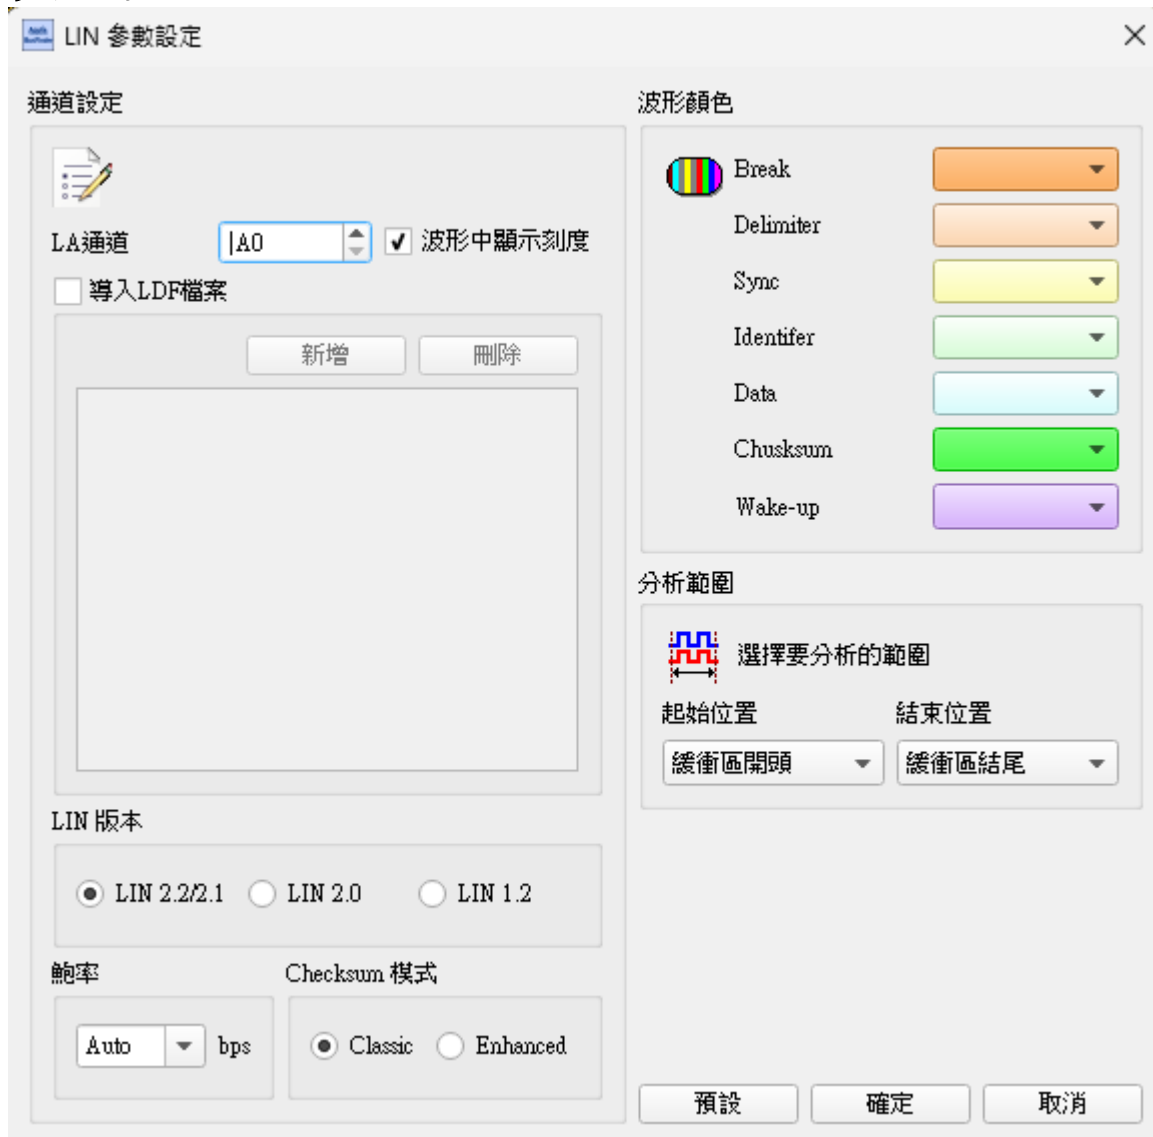 LIN 參數設定
通道設定
LA通道 A0 波形中顯示刻度
導入LDF檔案
新增 刪除
LIN 版本
LIN 2.2/2.1 LIN 2.0 LIN 1.2
鮑率 Checksum 模式
Auto bps Classic Enhanced
波形顏色
Break
Delimiter
Sync
Identifer
Data
Chusksum
Wake-up
分析範圍
選擇要分析的範圍
起始位置 結束位置
緩衝區開頭 緩衝區結尾
預設 確定 取消